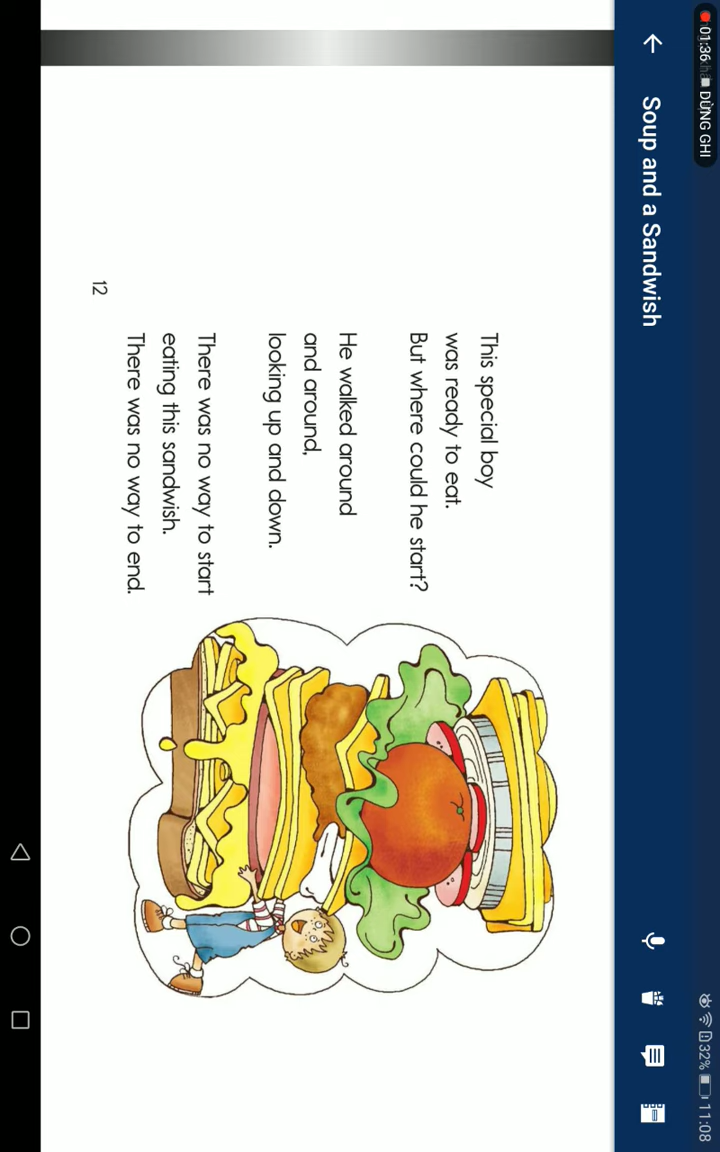 01:36 DỪNG GHI
32% 11:08
Soup and a Sandwish
This special boy
was ready to eat.
But where could he start?
He walked around
and around,
looking up and down.
There was no way to start
eating this sandwish.
There was no way to end.
12